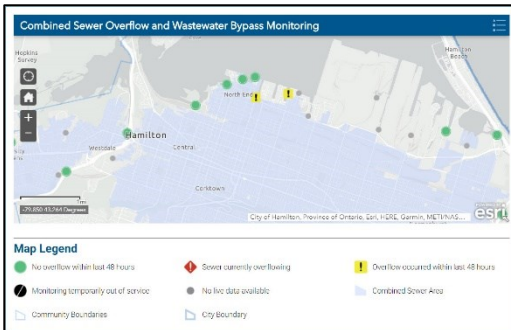 Combined Sewer Overflow and Wastewater Bypass Monitoring
Hopkins
Survey
Hamilton
Beach
North End
Hamilton
Westdale
Central
Corktown
+
−
-79.850 43.264 Degrees
City of Hamilton, Province of Ontario, Esri, HERE, Garmin, METI/NAS...
esri
Map Legend
No overflow within last 48 hours
Sewer currently overflowing
Overflow occurred within last 48 hours
Monitoring temporarily out of service
No live data available
Combined Sewer Area
Community Boundaries
City Boundary